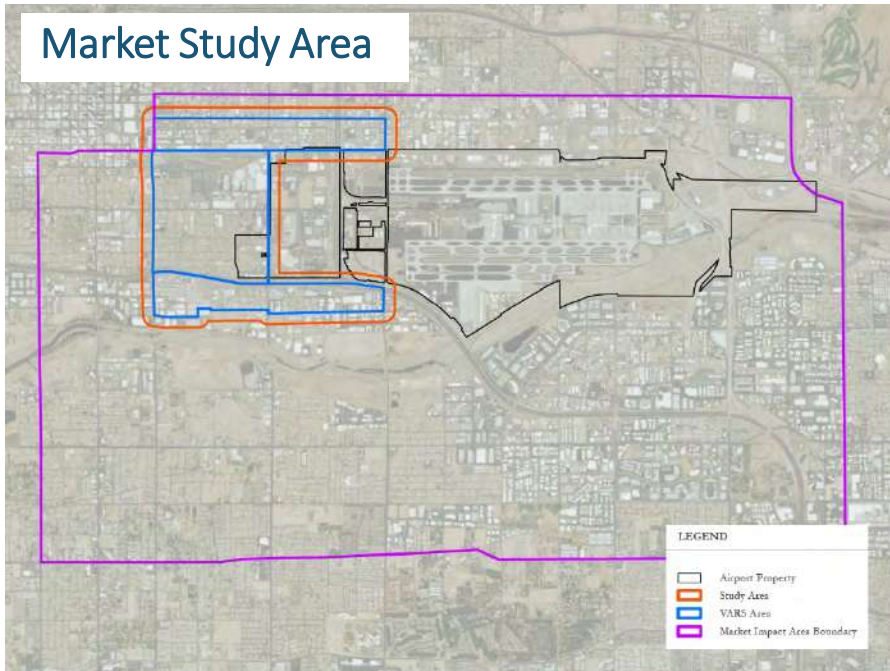 Market Study Area
LEGEND
Airport Property
Study Area
VARS Area
Market Impact Area Boundary